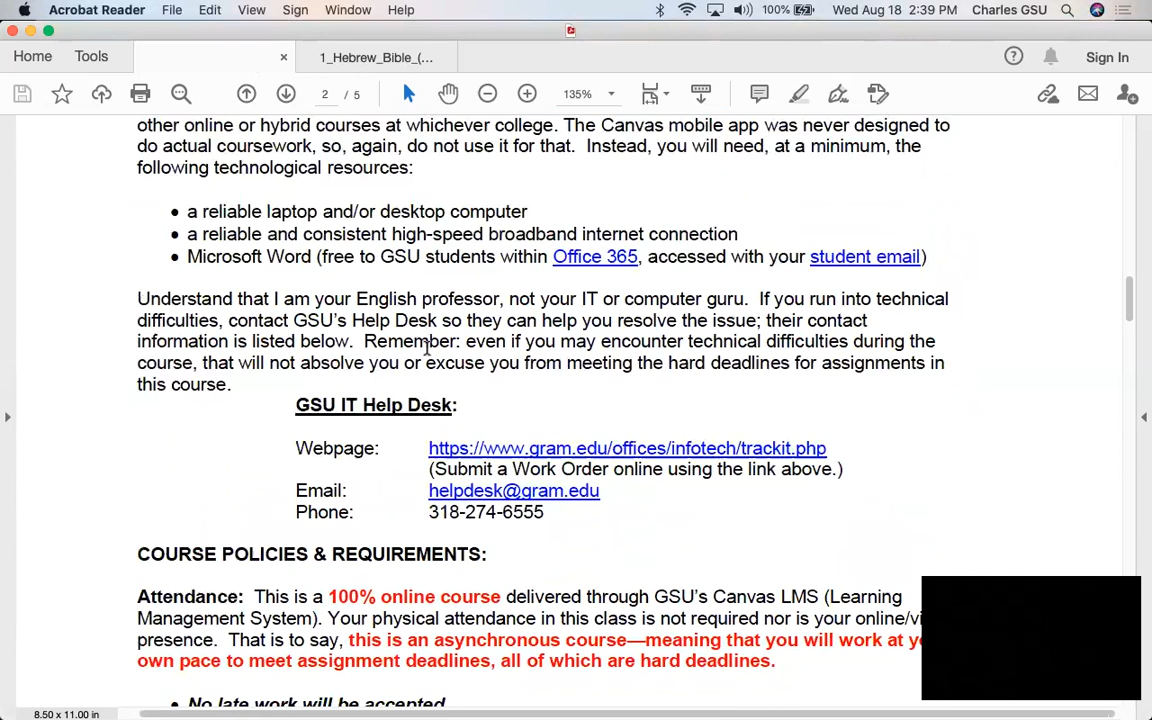 Acrobat Reader File Edit View Sign Window Help 100% Wed Aug 18 2:39 PM Charles GSU
Home Tools × 1_Hebrew_Bible_(... ? Sign In
2 / 5 135%
other online or hybrid courses at whichever college. The Canvas mobile app was never designed to
do actual coursework, so, again, do not use it for that. Instead, you will need, at a minimum, the
following technological resources:
• a reliable laptop and/or desktop computer
• a reliable and consistent high-speed broadband internet connection
• Microsoft Word (free to GSU students within Office 365, accessed with your student email)
Understand that I am your English professor, not your IT or computer guru. If you run into technical
difficulties, contact GSU's Help Desk so they can help you resolve the issue; their contact
information is listed below. Remember: even if you may encounter technical difficulties during the
course, that will not absolve you or excuse you from meeting the hard deadlines for assignments in
this course.
GSU IT Help Desk:
Webpage: https://www.gram.edu/offices/infotech/trackit.php
(Submit a Work Order online using the link above.)
Email: helpdesk@gram.edu
Phone: 318-274-6555
COURSE POLICIES & REQUIREMENTS:
Attendance: This is a 100% online course delivered through GSU's Canvas LMS (Learning
Management System). Your physical attendance in this class is not required nor is your online/vi
presence. That is to say, this is an asynchronous course—meaning that you will work at yo
own pace to meet assignment deadlines, all of which are hard deadlines.
• No late work will be accepted
8.50 x 11.00 in